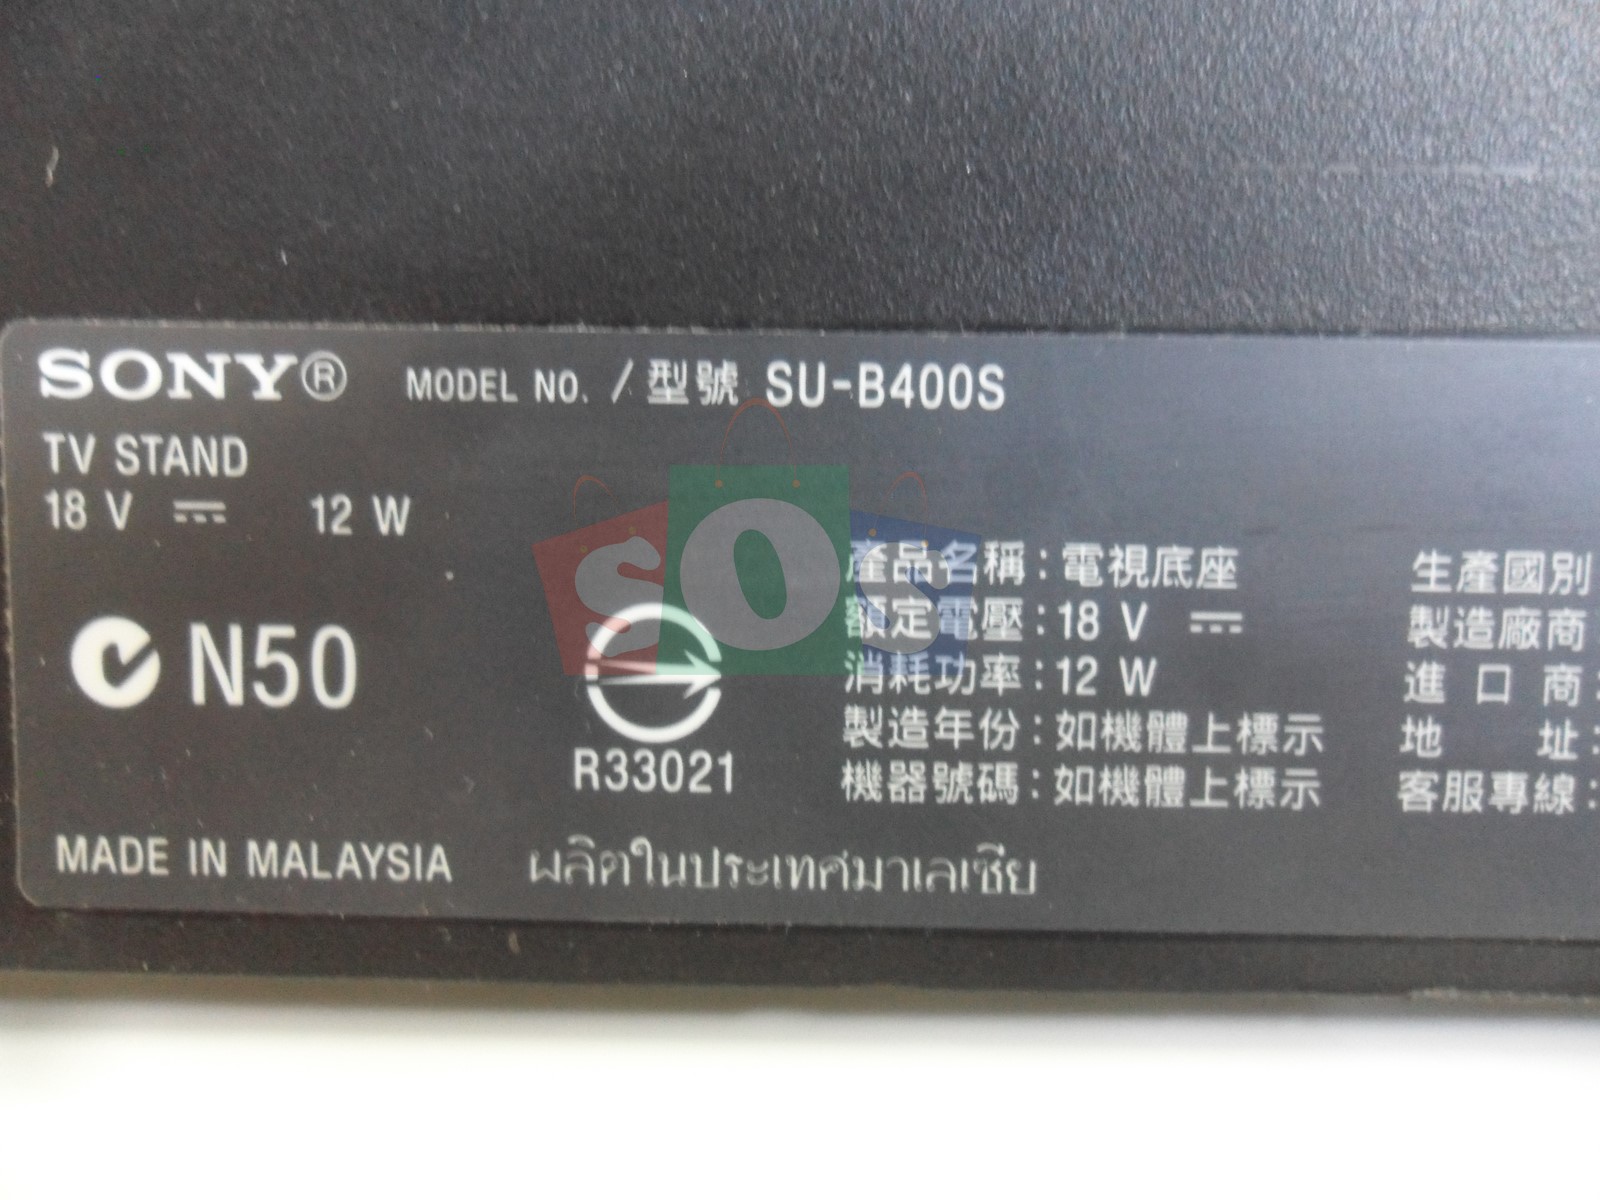 SONY® MODEL NO. / 型號 SU-B400S
TV STAND
18 V ⎓ 12 W
SOS
N50
R33021
產品名稱：電視底座
額定電壓：18 V ⎓
消耗功率：12 W
製造年份：如機體上標示
機器號碼：如機體上標示
生產國別
製造廠商
進口商：
地址：
客服專線：
MADE IN MALAYSIA ผลิตในประเทศมาเลเซีย